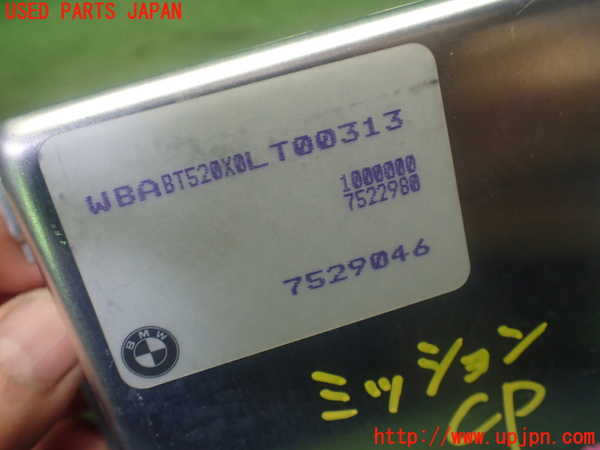 USED PARTS JAPAN
WBABT520X0LT00313
1000000
7522980
7529046
BMW
ミッション
CP
http://www.upjpn.com/